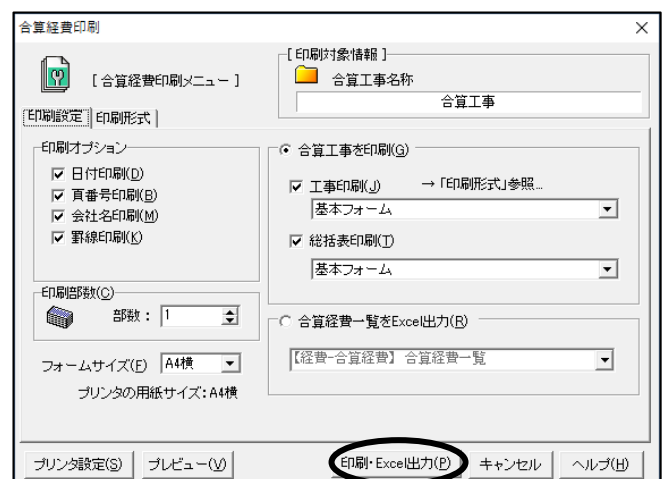 合算経費印刷
[ 印刷対象情報 ]
[ 合算経費印刷メニュー ]
合算工事名称
合算工事
印刷設定 印刷形式
印刷オプション
日付印刷(D)
頁番号印刷(B)
会社名印刷(M)
罫線印刷(K)
印刷部数(C)
部数： 1
フォームサイズ(F) A4横
プリンタの用紙サイズ：A4横
合算工事を印刷(G)
工事印刷(J) →「印刷形式」参照...
基本フォーム
総括表印刷(T)
基本フォーム
合算経費一覧をExcel出力(R)
【経費-合算経費】 合算経費一覧
プリンタ設定(S) プレビュー(V) 印刷・Excel出力(P) キャンセル ヘルプ(H)